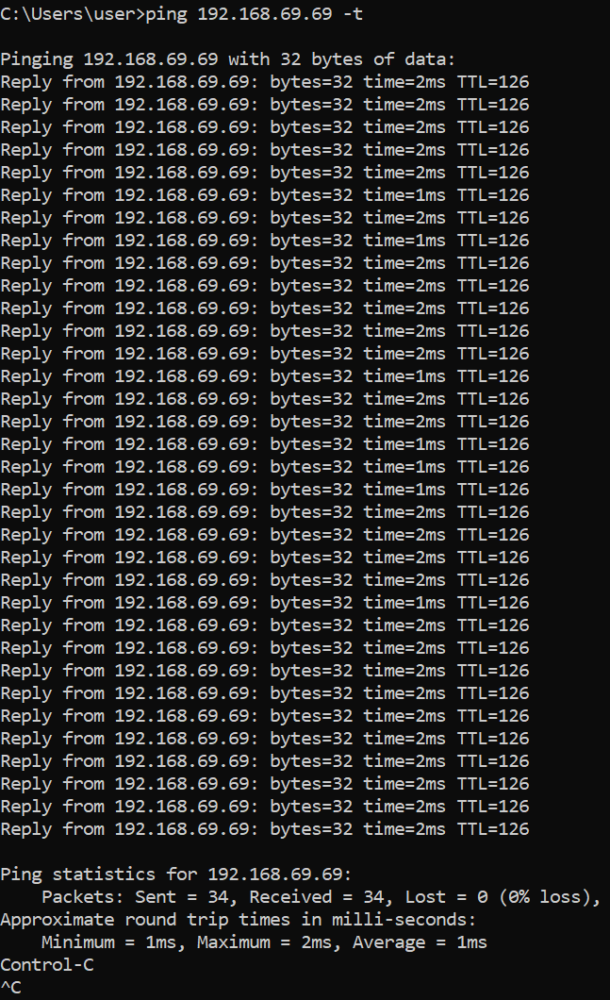 C:\Users\user>ping 192.168.69.69 -t
Pinging 192.168.69.69 with 32 bytes of data:
Reply from 192.168.69.69: bytes=32 time=2ms TTL=126
Reply from 192.168.69.69: bytes=32 time=2ms TTL=126
Reply from 192.168.69.69: bytes=32 time=2ms TTL=126
Reply from 192.168.69.69: bytes=32 time=2ms TTL=126
Reply from 192.168.69.69: bytes=32 time=2ms TTL=126
Reply from 192.168.69.69: bytes=32 time=1ms TTL=126
Reply from 192.168.69.69: bytes=32 time=2ms TTL=126
Reply from 192.168.69.69: bytes=32 time=1ms TTL=126
Reply from 192.168.69.69: bytes=32 time=2ms TTL=126
Reply from 192.168.69.69: bytes=32 time=2ms TTL=126
Reply from 192.168.69.69: bytes=32 time=2ms TTL=126
Reply from 192.168.69.69: bytes=32 time=2ms TTL=126
Reply from 192.168.69.69: bytes=32 time=2ms TTL=126
Reply from 192.168.69.69: bytes=32 time=1ms TTL=126
Reply from 192.168.69.69: bytes=32 time=2ms TTL=126
Reply from 192.168.69.69: bytes=32 time=2ms TTL=126
Reply from 192.168.69.69: bytes=32 time=1ms TTL=126
Reply from 192.168.69.69: bytes=32 time=1ms TTL=126
Reply from 192.168.69.69: bytes=32 time=1ms TTL=126
Reply from 192.168.69.69: bytes=32 time=2ms TTL=126
Reply from 192.168.69.69: bytes=32 time=2ms TTL=126
Reply from 192.168.69.69: bytes=32 time=2ms TTL=126
Reply from 192.168.69.69: bytes=32 time=2ms TTL=126
Reply from 192.168.69.69: bytes=32 time=1ms TTL=126
Reply from 192.168.69.69: bytes=32 time=2ms TTL=126
Reply from 192.168.69.69: bytes=32 time=2ms TTL=126
Reply from 192.168.69.69: bytes=32 time=2ms TTL=126
Reply from 192.168.69.69: bytes=32 time=2ms TTL=126
Reply from 192.168.69.69: bytes=32 time=2ms TTL=126
Reply from 192.168.69.69: bytes=32 time=2ms TTL=126
Reply from 192.168.69.69: bytes=32 time=2ms TTL=126
Reply from 192.168.69.69: bytes=32 time=2ms TTL=126
Reply from 192.168.69.69: bytes=32 time=2ms TTL=126
Reply from 192.168.69.69: bytes=32 time=2ms TTL=126
Ping statistics for 192.168.69.69:
    Packets: Sent = 34, Received = 34, Lost = 0 (0% loss),
Approximate round trip times in milli-seconds:
    Minimum = 1ms, Maximum = 2ms, Average = 1ms
Control-C
^C